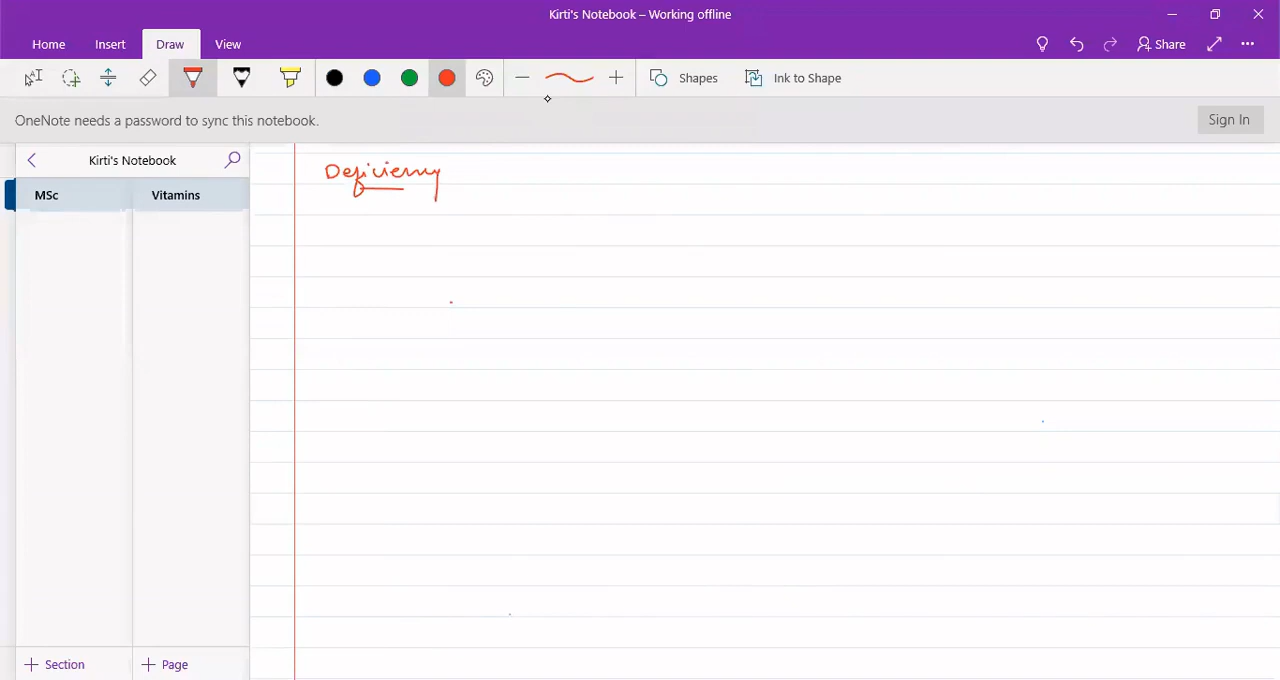 Kirti's Notebook – Working offline
Home Insert Draw View Share
Shapes Ink to Shape
OneNote needs a password to sync this notebook. Sign In
Kirti's Notebook
MSc Vitamins
Deficiency
Section Page